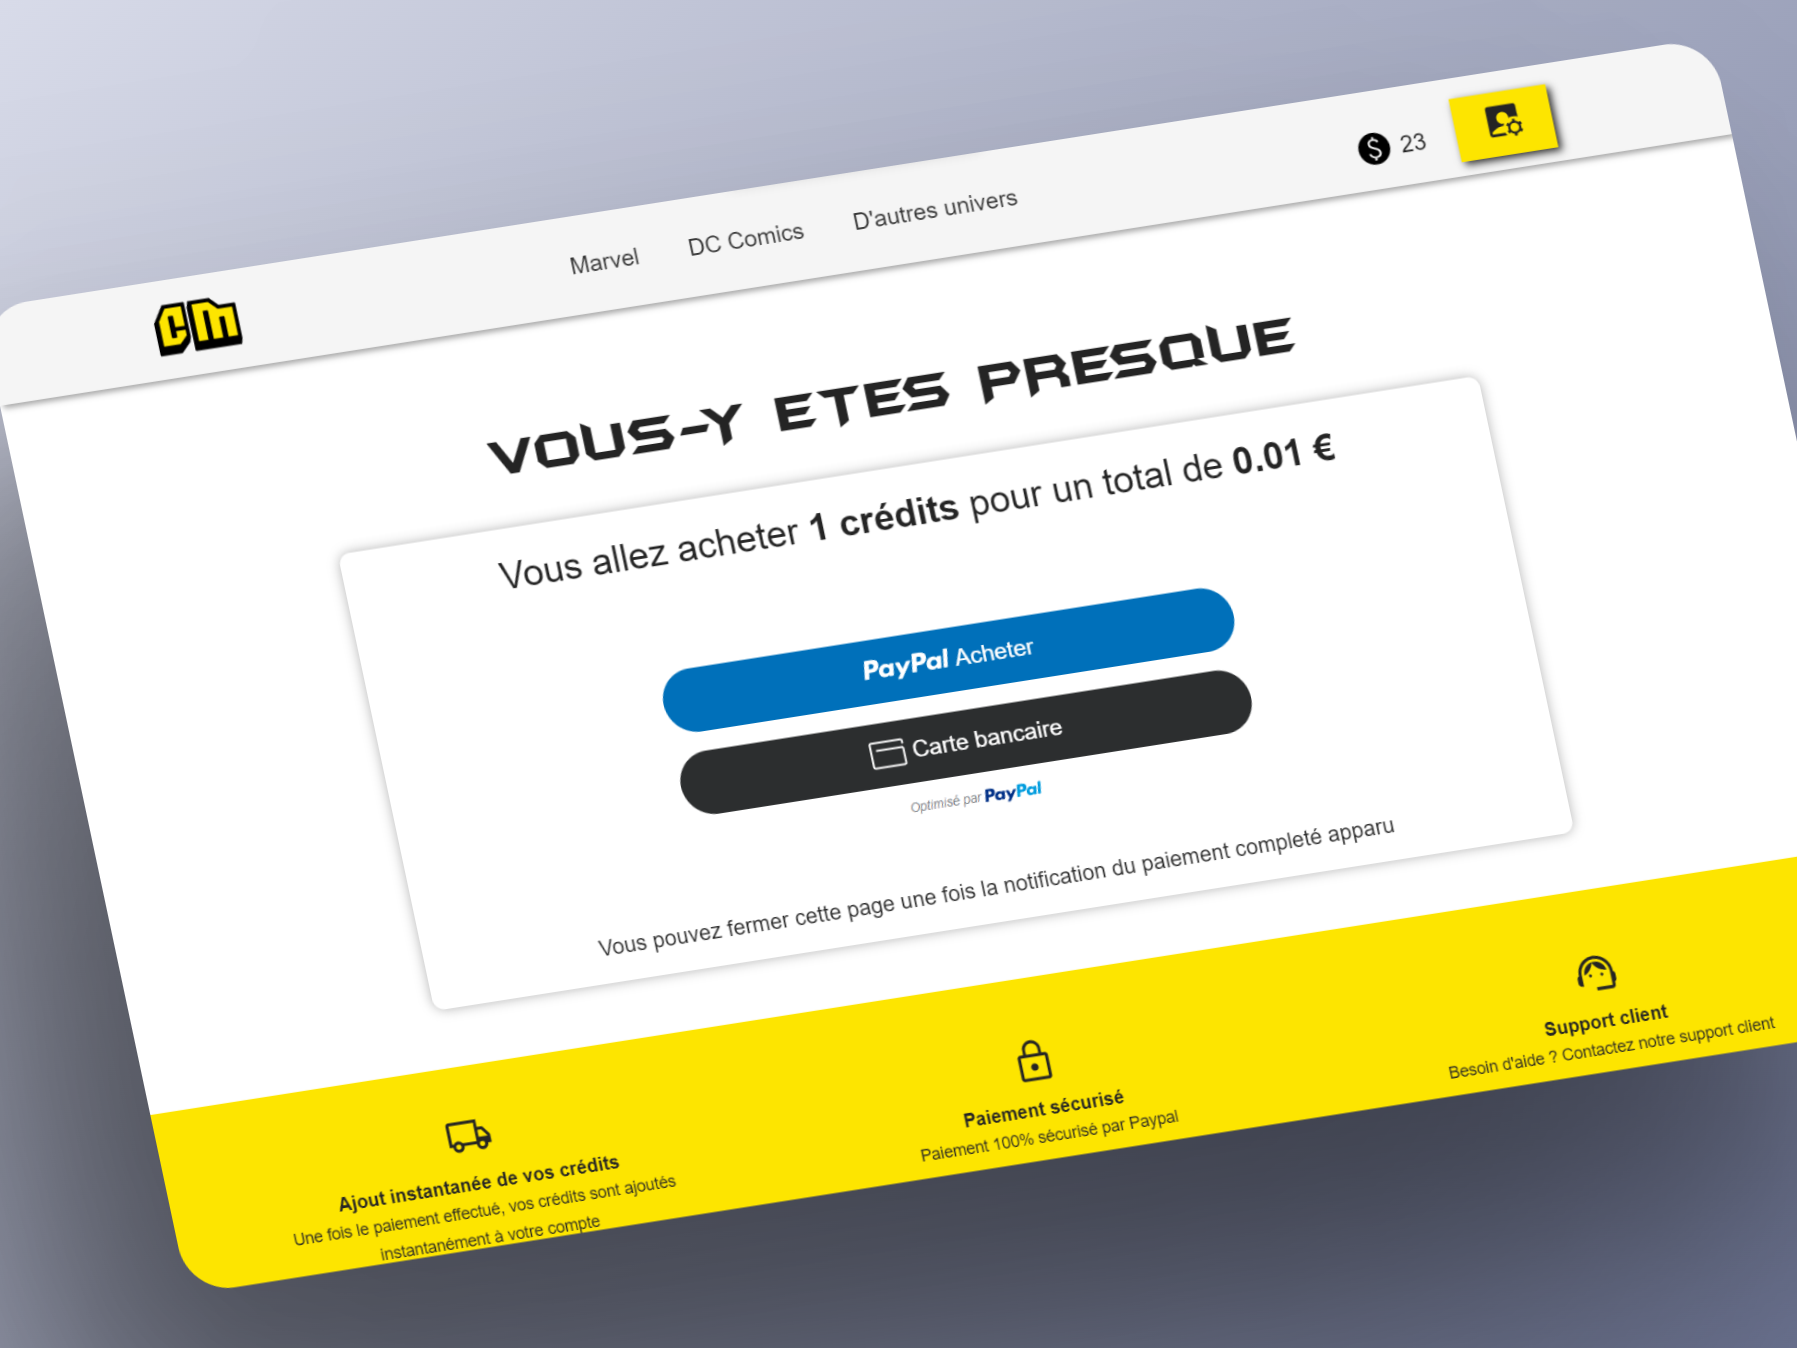 cm
Marvel
DC Comics
D'autres univers
23
VOUS-Y ETES PRESQUE
Vous allez acheter 1 crédits pour un total de 0.01 €
PayPal Acheter
Carte bancaire
Optimisé par PayPal
Vous pouvez fermer cette page une fois la notification du paiement completé apparu
Ajout instantanée de vos crédits
Une fois le paiement effectué, vos crédits sont ajoutés
instantanément à votre compte
Paiement sécurisé
Paiement 100% sécurisé par Paypal
Support client
Besoin d'aide ? Contactez notre support client